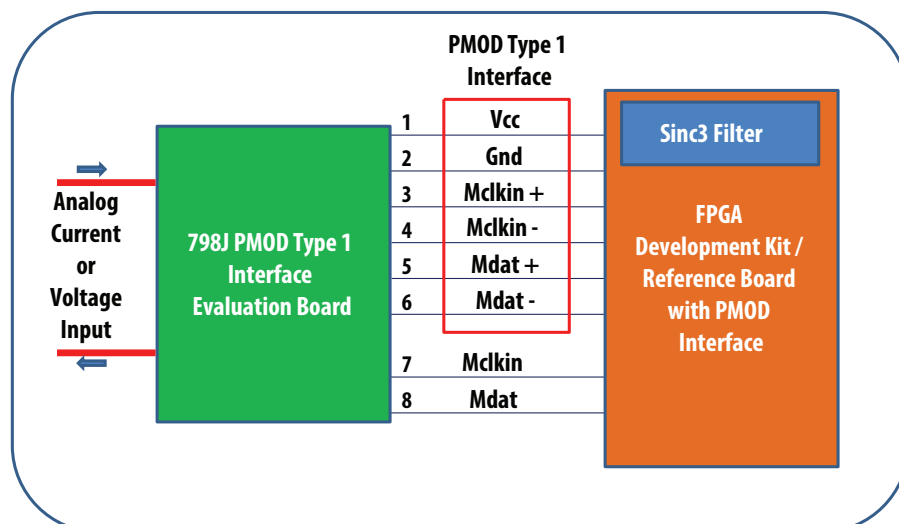 PMOD Type 1
Interface
Analog
Current
or
Voltage
Input
798J PMOD Type 1
Interface
Evaluation Board
1 Vcc
2 Gnd
3 Mclkin +
4 Mclkin -
5 Mdat +
6 Mdat -
7 Mclkin
8 Mdat
Sinc3 Filter
FPGA
Development Kit /
Reference Board
with PMOD
Interface